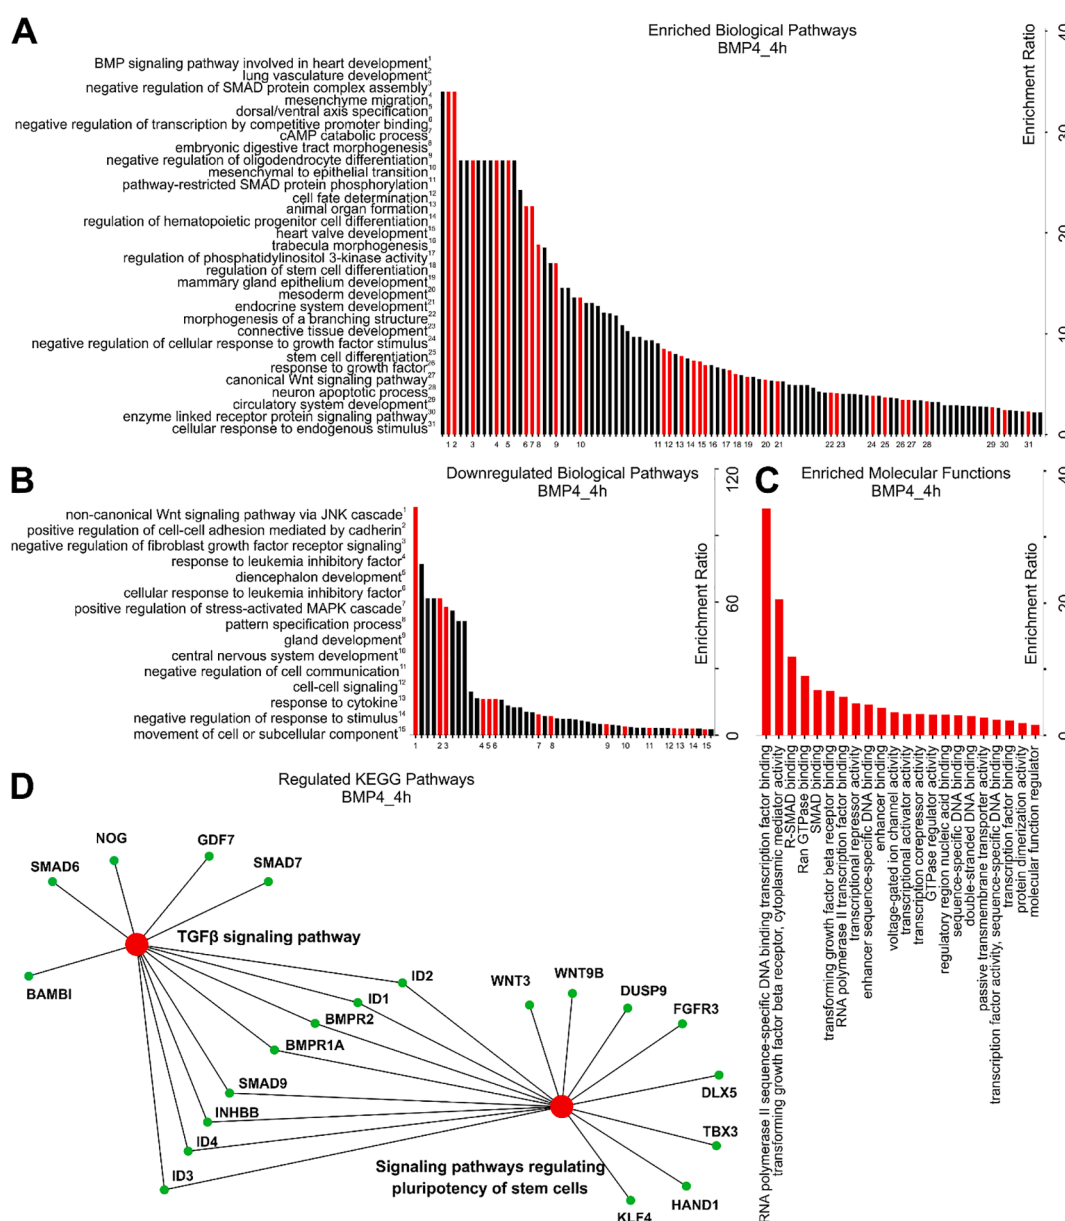 A
Enriched Biological Pathways
BMP4_4h
Enrichment Ratio
40
30
20
10
0
BMP signaling pathway involved in heart development1
lung vasculature development2
negative regulation of SMAD protein complex assembly3
mesenchyme migration4
dorsal/ventral axis specification5
negative regulation of transcription by competitive promoter binding6
cAMP catabolic process7
embryonic digestive tract morphogenesis8
negative regulation of oligodendrocyte differentiation9
mesenchymal to epithelial transition10
pathway-restricted SMAD protein phosphorylation11
cell fate determination12
animal organ formation13
regulation of hematopoietic progenitor cell differentiation14
heart valve development15
trabecula morphogenesis16
regulation of phosphatidylinositol 3-kinase activity17
regulation of stem cell differentiation18
mammary gland epithelium development19
mesoderm development20
endocrine system development21
morphogenesis of a branching structure22
connective tissue development23
negative regulation of cellular response to growth factor stimulus24
stem cell differentiation25
response to growth factor26
canonical Wnt signaling pathway27
neuron apoptotic process28
circulatory system development29
enzyme linked receptor protein signaling pathway30
cellular response to endogenous stimulus31
1 2 3 4 5 6 7 8 9 10 11 12 13 14 15 16 17 18 19 20 21 22 23 24 25 26 27 28 29 30 31
B
Downregulated Biological Pathways
BMP4_4h
Enrichment Ratio
120
60
0
non-canonical Wnt signaling pathway via JNK cascade1
positive regulation of cell-cell adhesion mediated by cadherin2
negative regulation of fibroblast growth factor receptor signaling3
response to leukemia inhibitory factor4
diencephalon development5
cellular response to leukemia inhibitory factor6
positive regulation of stress-activated MAPK cascade7
pattern specification process8
gland development9
central nervous system development10
negative regulation of cell communication11
cell-cell signaling12
response to cytokine13
negative regulation of response to stimulus14
movement of cell or subcellular component15
1 2 3 4 5 6 7 8 9 10 11 12 13 14 15
C
Enriched Molecular Functions
BMP4_4h
Enrichment Ratio
40
20
0
RNA polymerase II sequence-specific DNA binding transcription factor binding
transforming growth factor beta receptor, cytoplasmic mediator activity
R-SMAD binding
Ran GTPase binding
SMAD binding
transforming growth factor beta receptor binding
RNA polymerase II transcription factor binding
transcriptional repressor activity
enhancer sequence-specific DNA binding
enhancer binding
voltage-gated ion channel activity
transcriptional activator activity
transcription corepressor activity
GTPase regulator activity
regulatory region nucleic acid binding
sequence-specific DNA binding
double-stranded DNA binding
passive transmembrane transporter activity
transcription factor activity, sequence-specific DNA binding
transcription factor binding
protein dimerization activity
molecular function regulator
D
Regulated KEGG Pathways
BMP4_4h
NOG
GDF7
SMAD6
SMAD7
TGFβ signaling pathway
BAMBI
ID2
ID1
BMPR2
BMPR1A
SMAD9
INHBB
ID4
ID3
WNT3
WNT9B
DUSP9
FGFR3
DLX5
TBX3
HAND1
KLF4
Signaling pathways regulating
pluripotency of stem cells